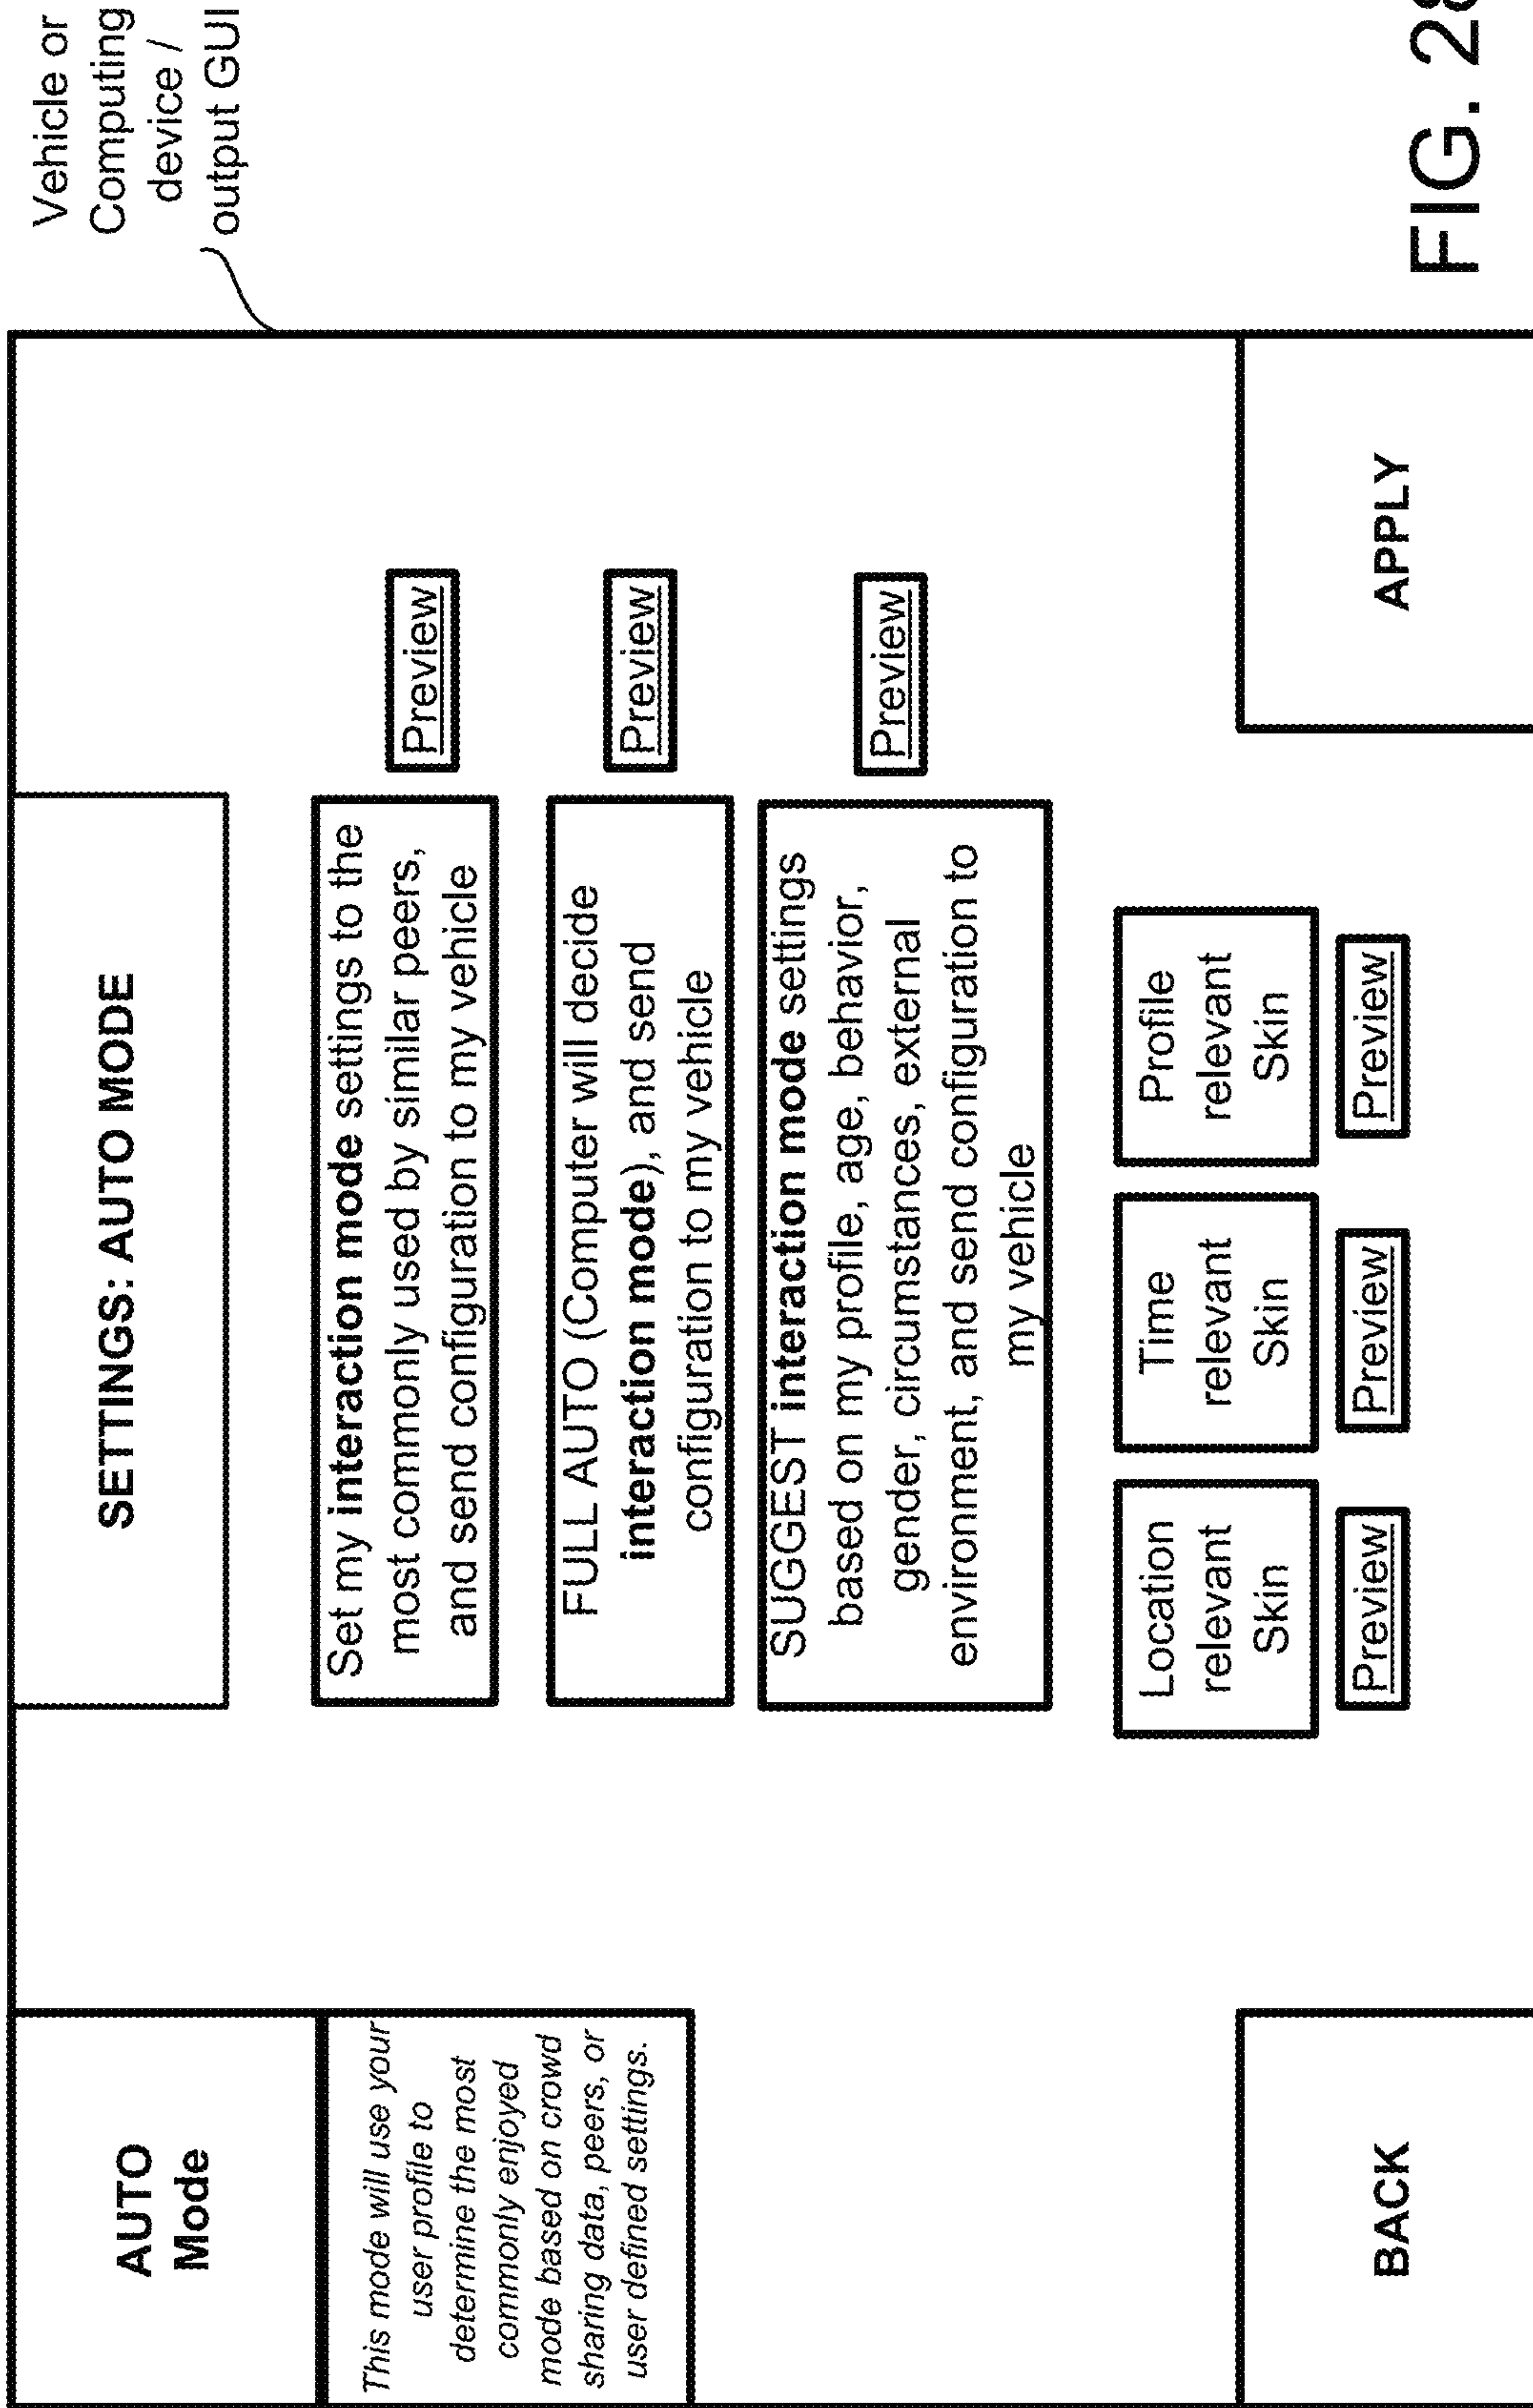 Vehicle or
Computing
device /
output GUI
AUTO
Mode
This mode will use your
user profile to
determine the most
commonly enjoyed
mode based on crowd
sharing data, peers, or
user defined settings.
SETTINGS: AUTO MODE
Set my interaction mode settings to the
most commonly used by similar peers,
and send configuration to my vehicle
Preview
FULL AUTO (Computer will decide
interaction mode), and send
configuration to my vehicle
Preview
SUGGEST interaction mode settings
based on my profile, age, behavior,
gender, circumstances, external
environment, and send configuration to
my vehicle
Preview
Location
relevant
Skin
Preview
Time
relevant
Skin
Preview
Profile
relevant
Skin
Preview
BACK
APPLY
FIG. 28